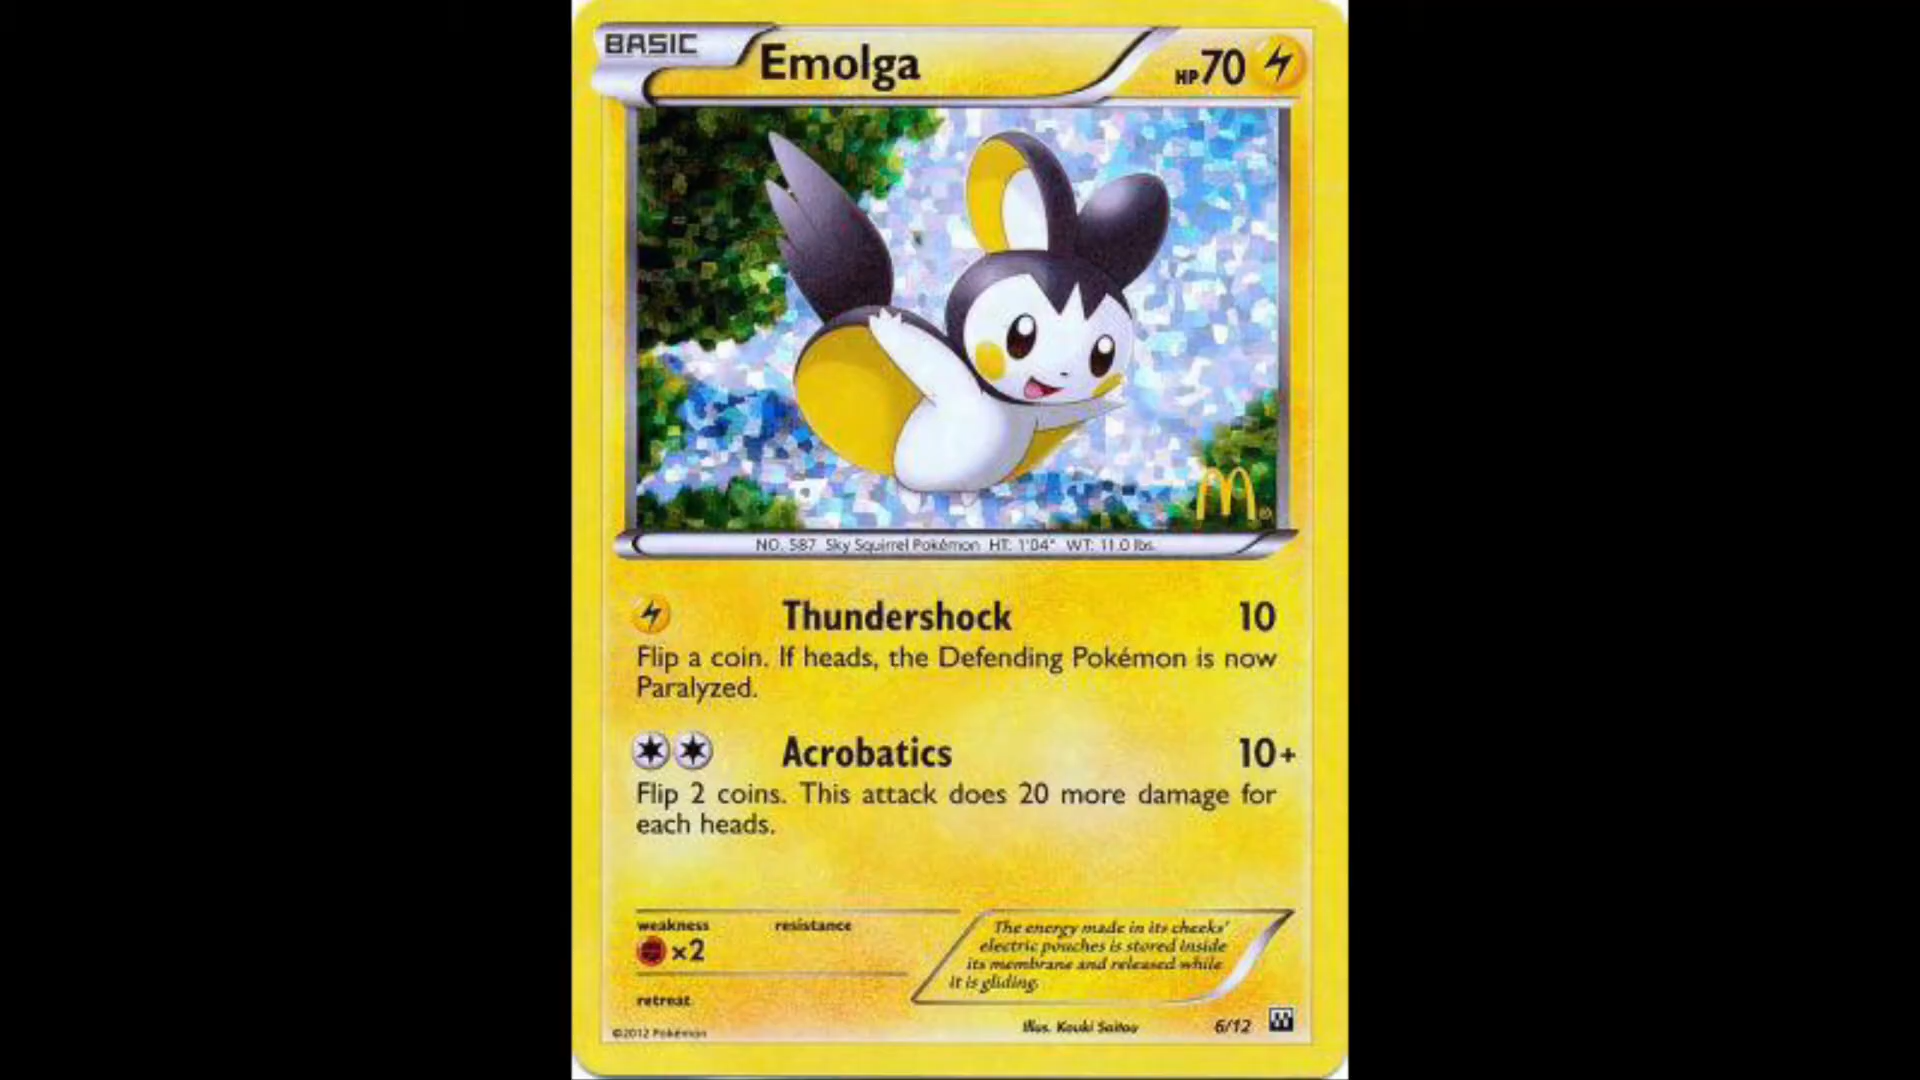 BASIC
Emolga
HP70
M
NO. 587 Sky Squirrel Pokémon HT: 1'04" WT: 11.0 lbs.
Thundershock 10
Flip a coin. If heads, the Defending Pokémon is now
Paralyzed.
Acrobatics 10+
Flip 2 coins. This attack does 20 more damage for
each heads.
weakness resistance
×2
retreat
The energy made in its cheeks'
electric pouches is stored inside
its membrane and released while
it is gliding.
©2012 Pokémon
Illus. Kouki Saitou
6/12